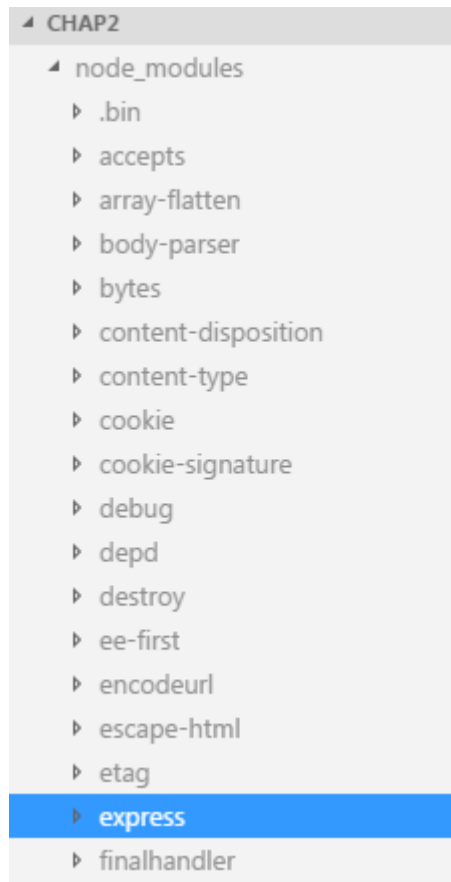 CHAP2
node_modules
.bin
accepts
array-flatten
body-parser
bytes
content-disposition
content-type
cookie
cookie-signature
debug
depd
destroy
ee-first
encodeurl
escape-html
etag
express
finalhandler